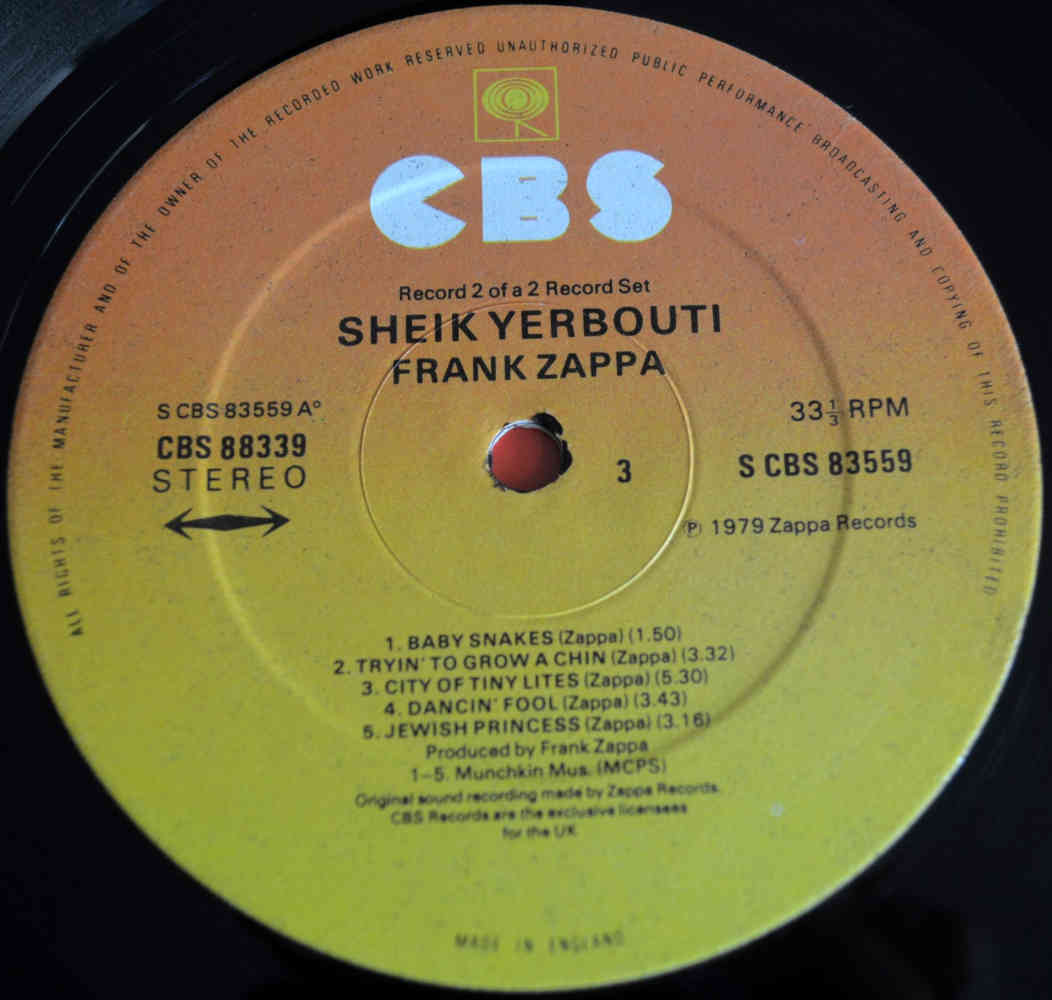 ALL RIGHTS OF THE MANUFACTURER AND OF THE OWNER OF THE RECORDED WORK RESERVED UNAUTHORIZED PUBLIC PERFORMANCE BROADCASTING AND COPYING OF THIS RECORD PROHIBITED
CBS
Record 2 of a 2 Record Set
SHEIK YERBOUTI
FRANK ZAPPA
S CBS 83559 A°
CBS 88339
STEREO
33⅓ RPM
3
S CBS 83559
Ⓟ 1979 Zappa Records
1. BABY SNAKES (Zappa) (1.50)
2. TRYIN' TO GROW A CHIN (Zappa) (3.32)
3. CITY OF TINY LITES (Zappa) (5.30)
4. DANCIN' FOOL (Zappa) (3.43)
5. JEWISH PRINCESS (Zappa) (3.16)
Produced by Frank Zappa
1–5. Munchkin Mus. (MCPS)
Original sound recording made by Zappa Records.
CBS Records are the exclusive licensees
for the UK
MADE IN ENGLAND